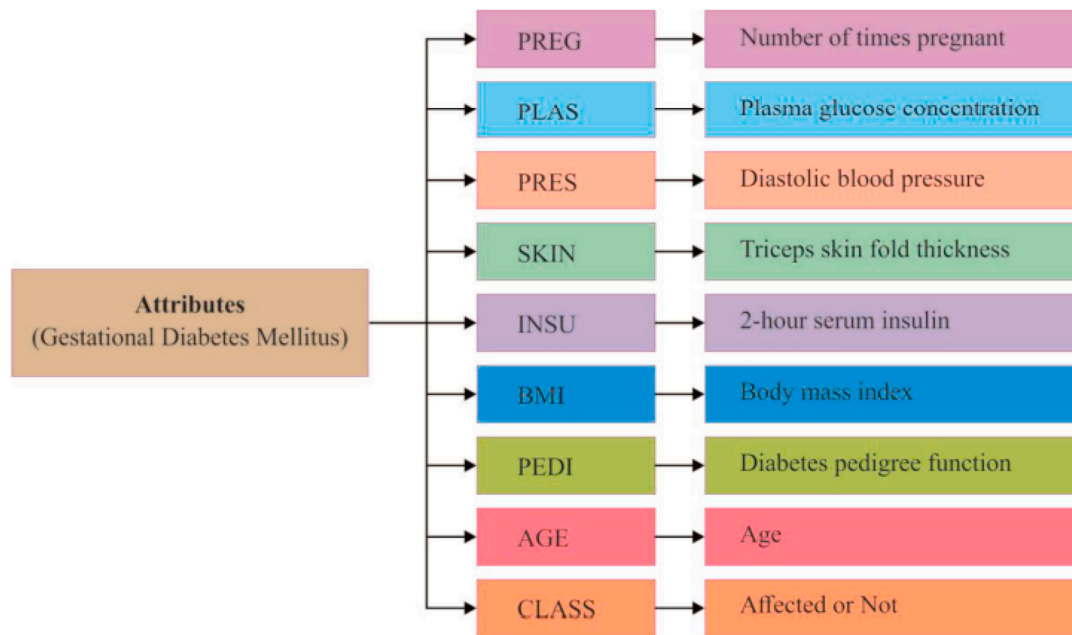 PREG
Number of times pregnant
PLAS
Plasma glucose concentration
PRES
Diastolic blood pressure
SKIN
Triceps skin fold thickness
Attributes
(Gestational Diabetes Mellitus)
INSU
2-hour serum insulin
BMI
Body mass index
PEDI
Diabetes pedigree function
AGE
Age
CLASS
Affected or Not